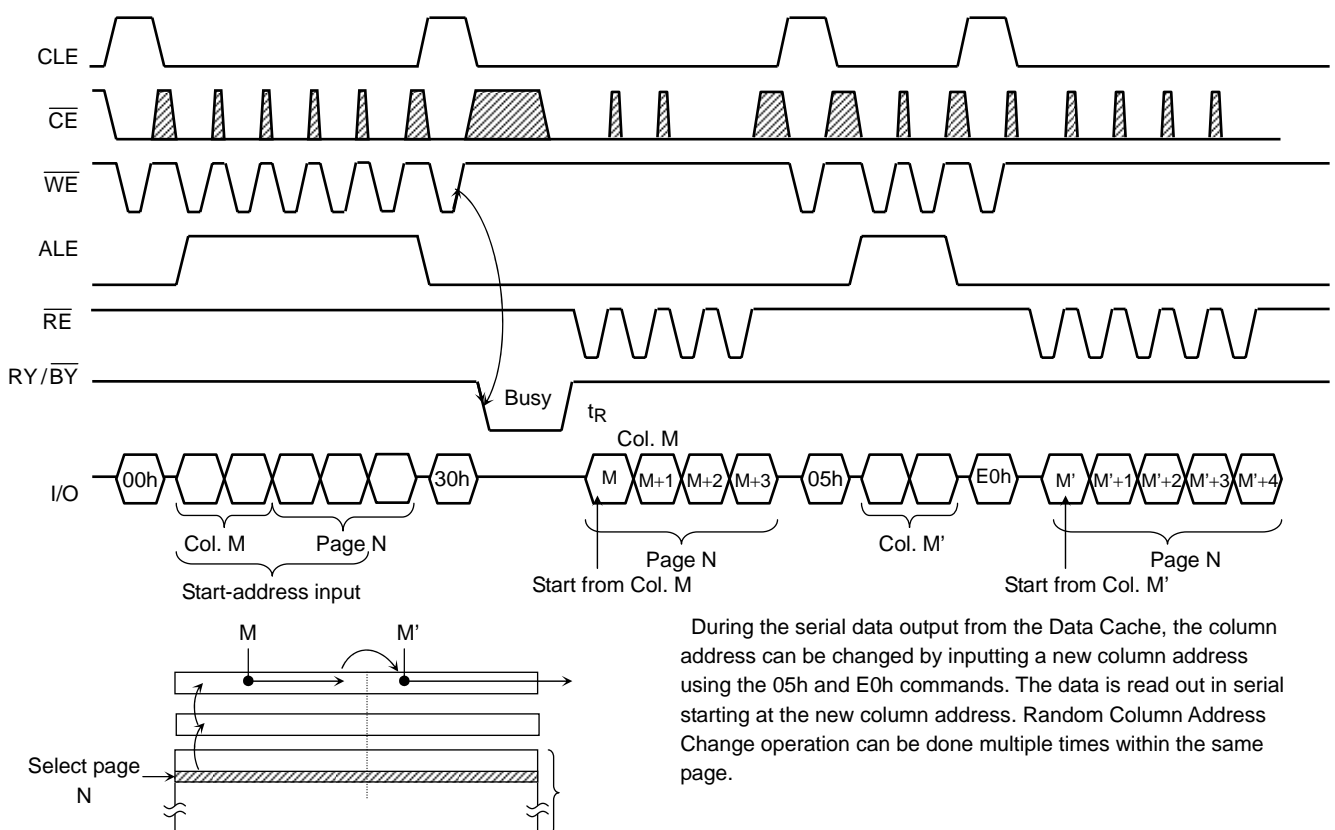 CLE
CE
WE
ALE
RE
RY/BY
Busy
tR
Col. M
I/O
00h
30h
M
M+1
M+2
M+3
05h
E0h
M'
M'+1
M'+2
M'+3
M'+4
Col. M
Page N
Page N
Col. M'
Page N
Start-address input
Start from Col. M
Start from Col. M'
M
M'
Select page
N
During the serial data output from the Data Cache, the column
address can be changed by inputting a new column address
using the 05h and E0h commands. The data is read out in serial
starting at the new column address. Random Column Address
Change operation can be done multiple times within the same
page.